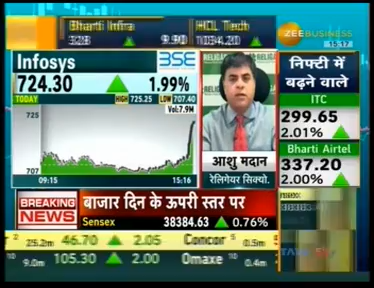 Bharti Infra
HCL Tech
9.90
1034.20
ZEE BUSINESS
15:17
Infosys
BSE
724.30
1.99%
TODAY
HIGH 725.25
LOW 707.40
Vol:7.9M
725
707
09:15
15:16
RELIGARE
आशु मदान
रेलिगेयर सिक्यो.
निफ्टी में
बढ़ने वाले
ITC
299.65
2.01%
Bharti Airtel
337.20
2.00%
BREAKING
NEWS
बाजार दिन के ऊपरी स्तर पर
Sensex
38384.63
0.76%
25.2m
46.70
2.05
Concor
0.5m
9.0m
105.30
2.00
Omaxe
0.4m
TATA SKY